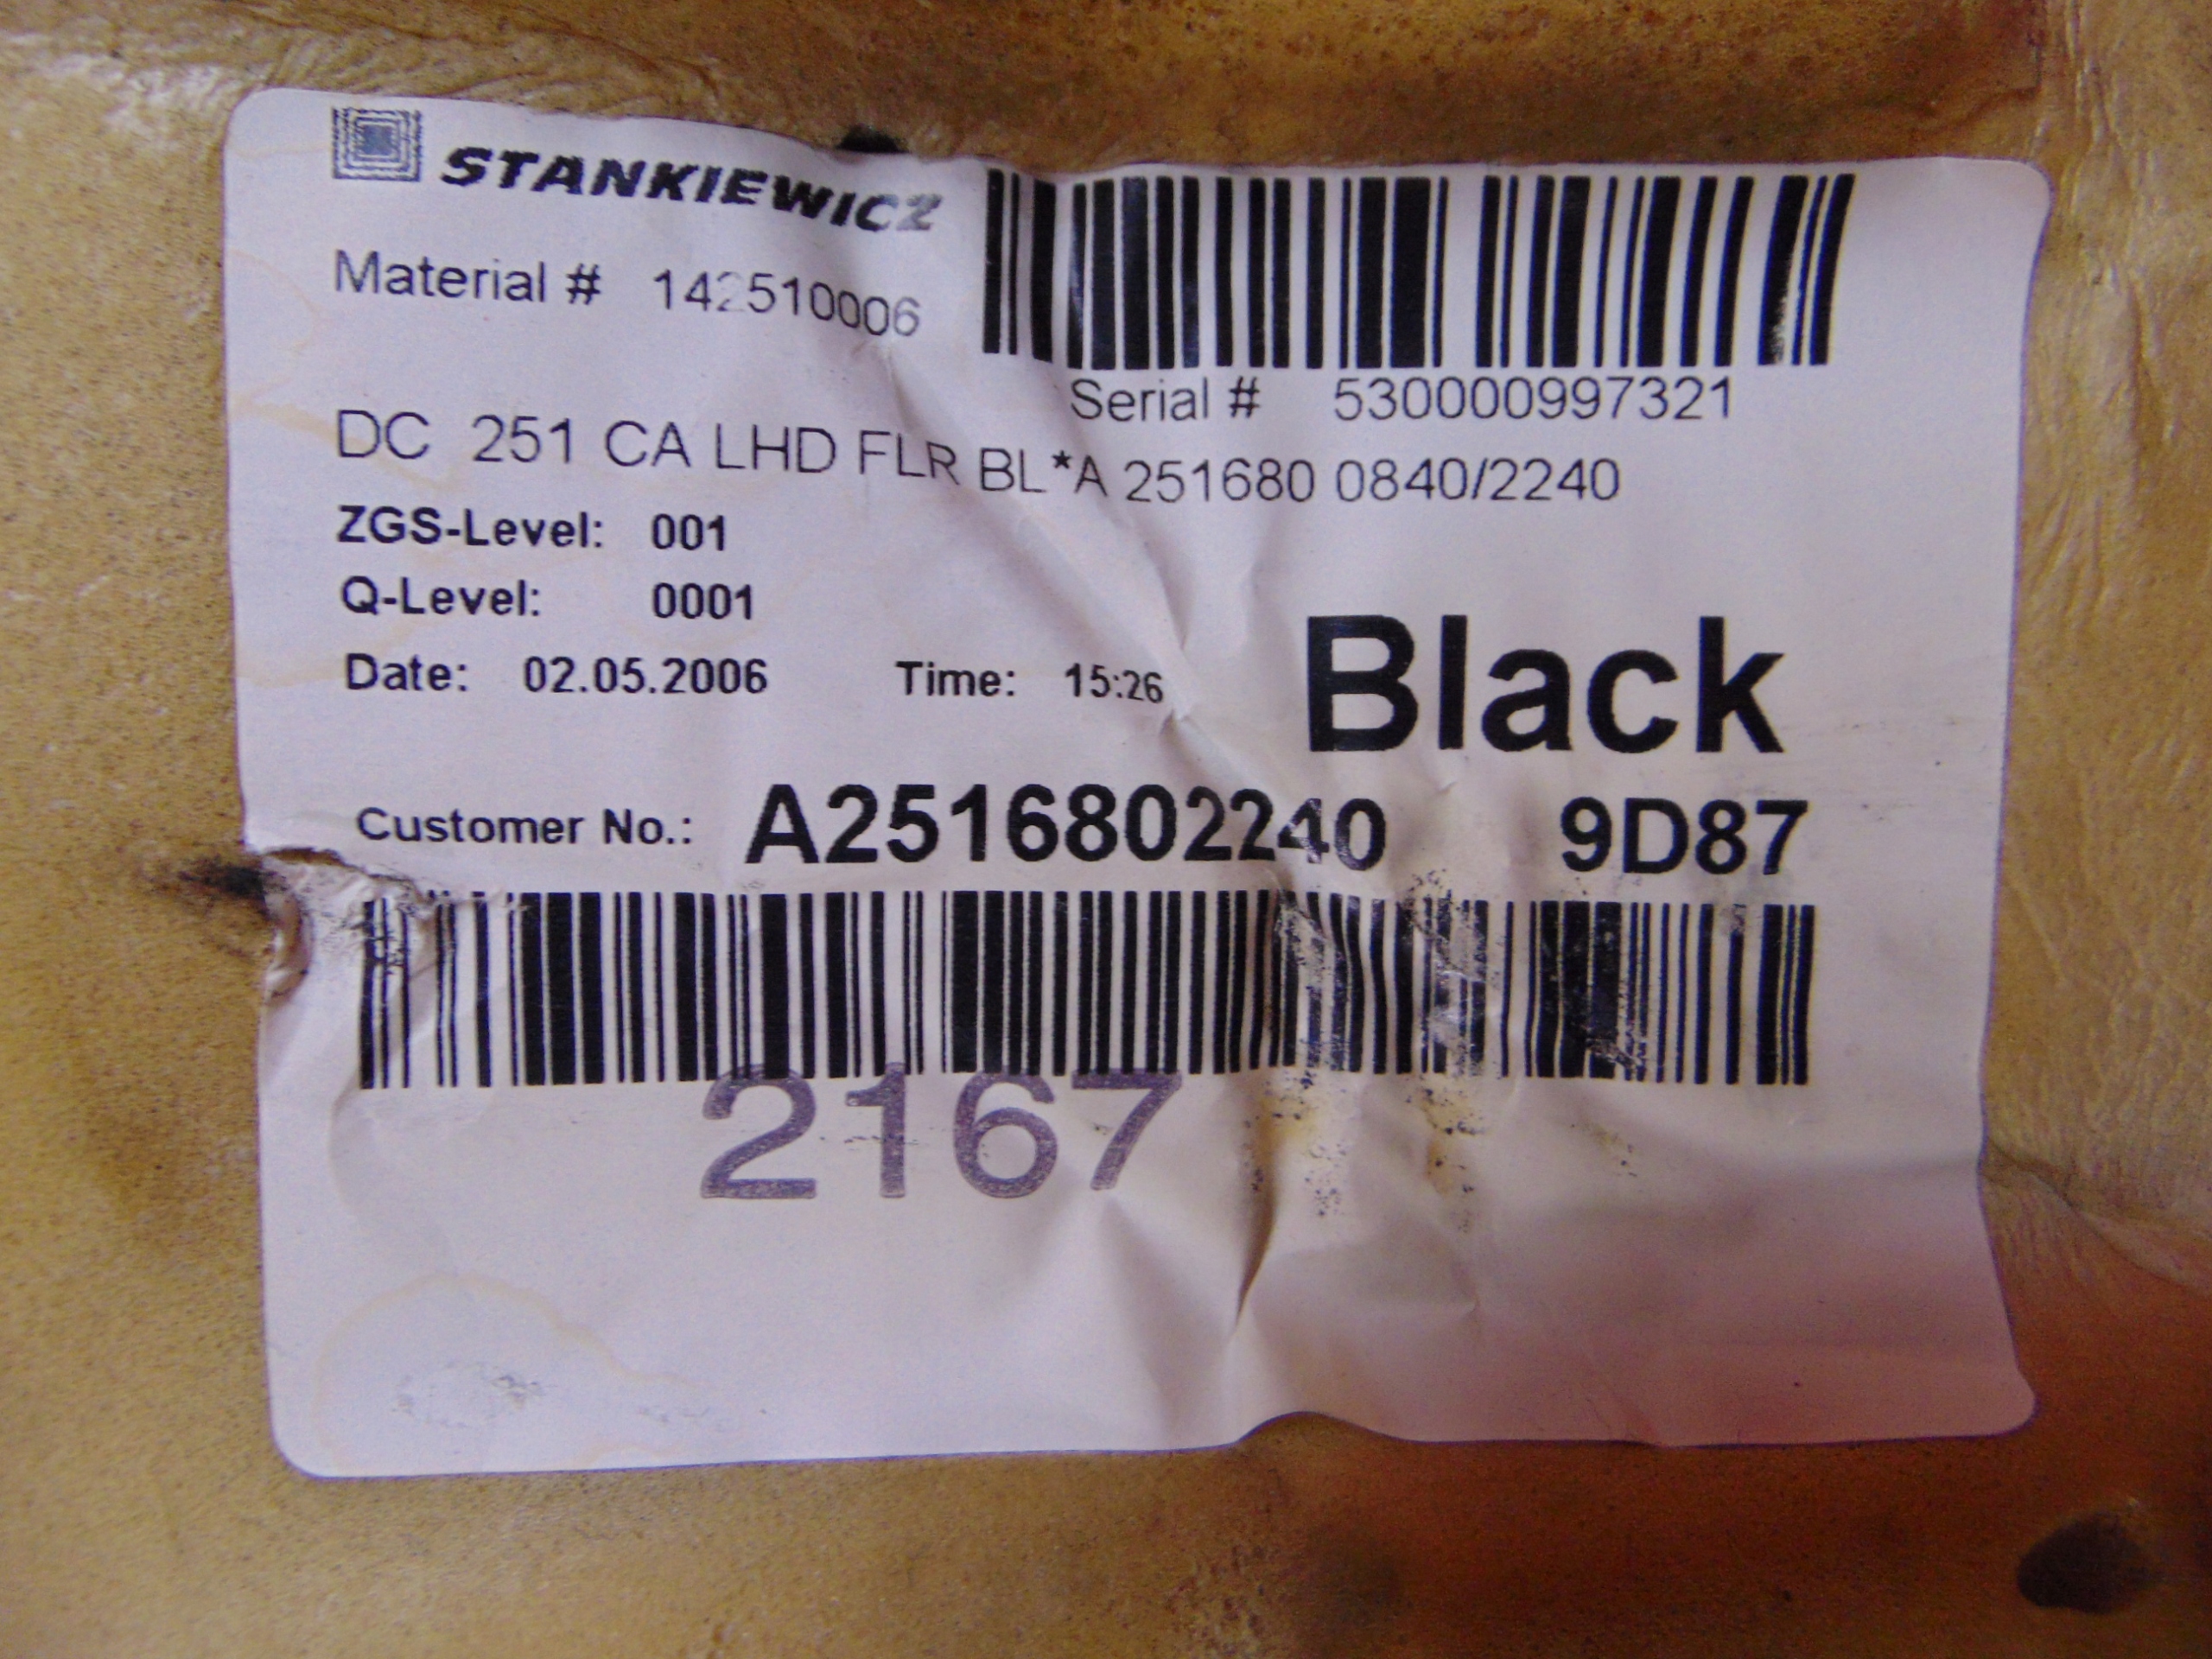 STANKIEWICZ
Material # 142510006
Serial # 530000997321
DC 251 CA LHD FLR BL*A 251680 0840/2240
ZGS-Level: 001
Q-Level: 0001
Date: 02.05.2006 Time: 15:26
Black
Customer No.: A2516802240 9D87
2167